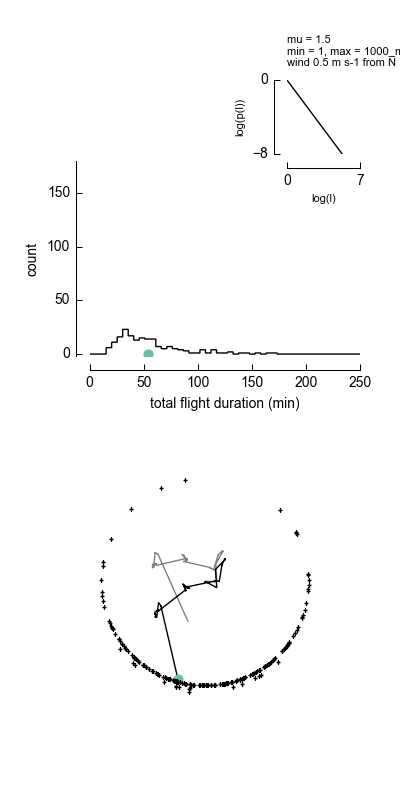 mu = 1.5
min = 1, max = 1000_m
wind 0.5 m s-1 from N
0
log(p(l))
−8
0 7
log(l)
150
100
count
50
0
0 50 100 150 200 250
total flight duration (min)